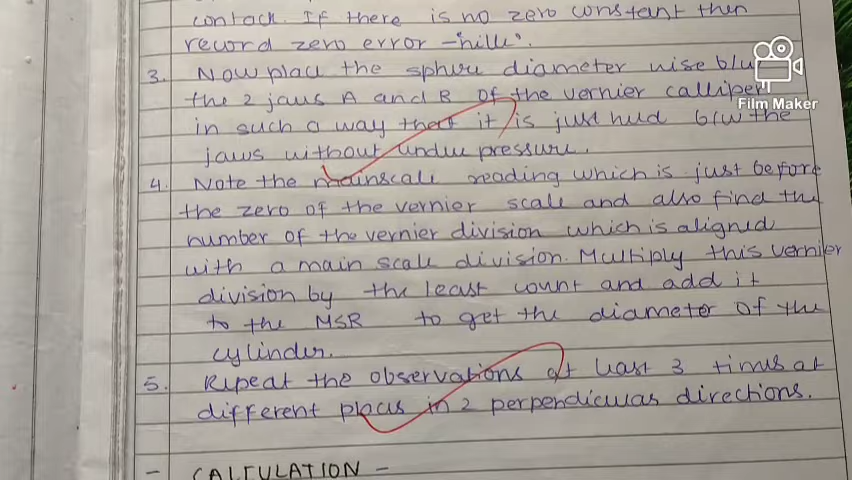 contack. If there is no zero constant then
record zero error -hille'.
3. Now place the sphere diameter wise b/w
the 2 jaws A and B of the vernier calliper
in such a way that it is just hud b/w the
jaws without undue pressure.
4. Note the mainscale reading which is just before
the zero of the vernier scale and also find the
number of the vernier division which is aligned
with a main scale division. Multiply this vernier
division by the least count and add it
to the MSR to get the diameter of the
cylinder.
5. Repeat the observations at least 3 times at
different places in 2 perpendicular directions.
- CALCULATION -
Film Maker